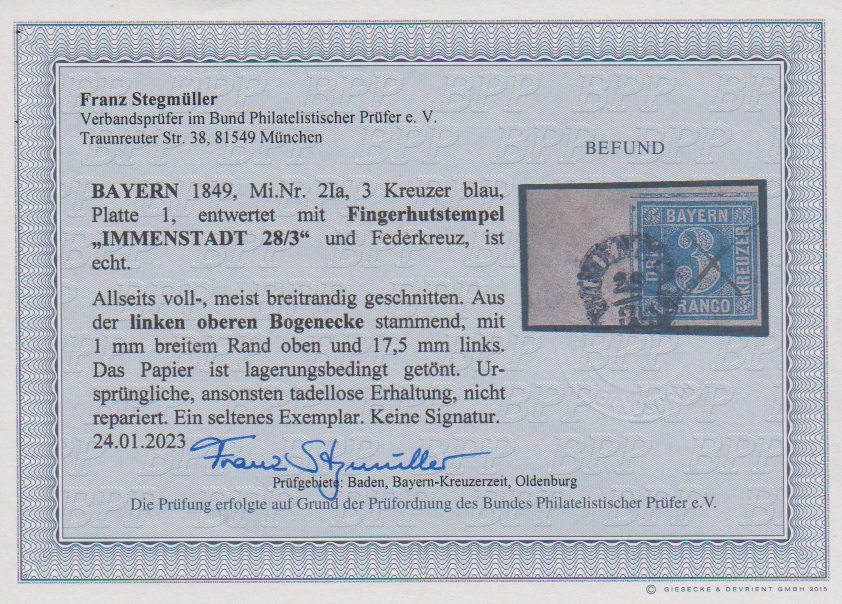 Franz Stegmüller
Verbandsprüfer im Bund Philatelistischer Prüfer e. V.
Traunreuter Str. 38, 81549 München
BEFUND
BAYERN 1849, Mi.Nr. 2Ia, 3 Kreuzer blau,
Platte 1, entwertet mit Fingerhutstempel
„IMMENSTADT 28/3“ und Federkreuz, ist
echt.
BAYERN
DREI
3
KREUZER
FRANCO
Allseits voll-, meist breitrandig geschnitten. Aus
der linken oberen Bogenecke stammend, mit
1 mm breitem Rand oben und 17,5 mm links.
Das Papier ist lagerungsbedingt getönt. Ur-
sprüngliche, ansonsten tadellose Erhaltung, nicht
repariert. Ein seltenes Exemplar. Keine Signatur.
24.01.2023
Franz Stegmüller
Prüfgebiete: Baden, Bayern-Kreuzerzeit, Oldenburg
Die Prüfung erfolgte auf Grund der Prüfordnung des Bundes Philatelistischer Prüfer e.V.
© GIESECKE & DEVRIENT GMBH 2015